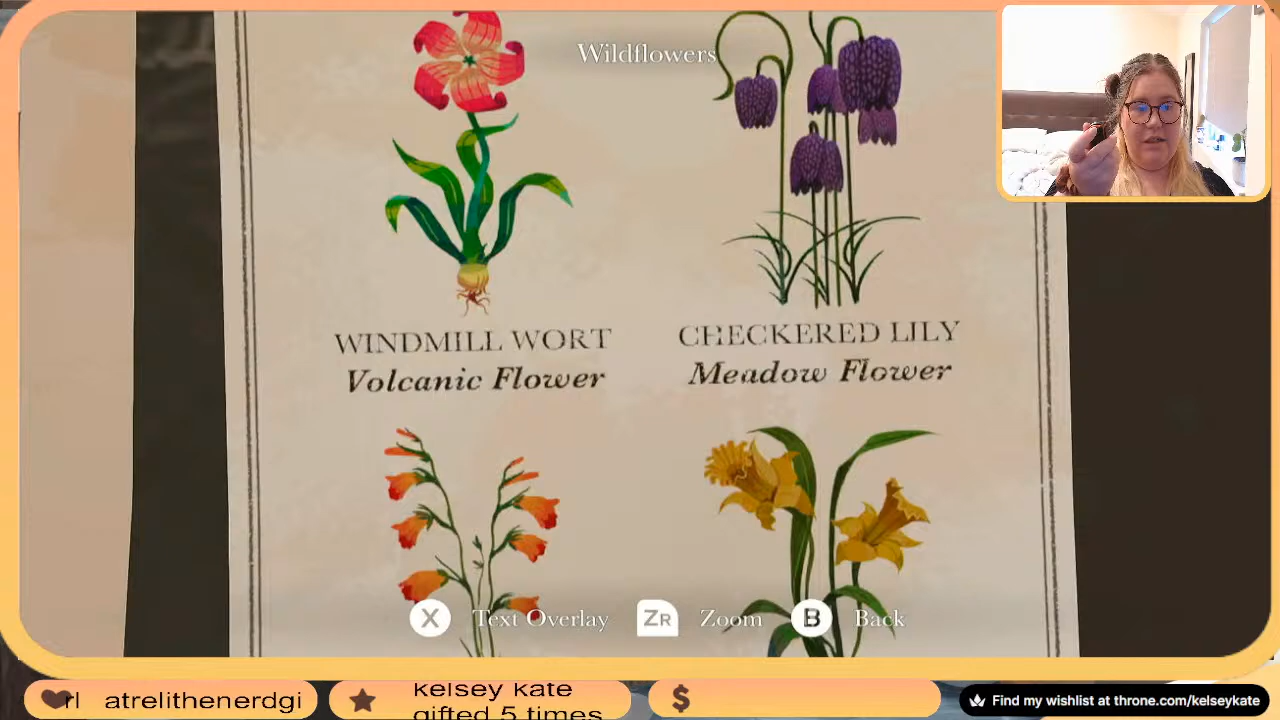 Wildflowers
WINDMILL WORT
Volcanic Flower
CHECKERED LILY
Meadow Flower
X Text Overlay ZR Zoom B Back
rl atrelithenerdgi
kelsey kate
gifted 5 times
$
Find my wishlist at throne.com/kelseykate